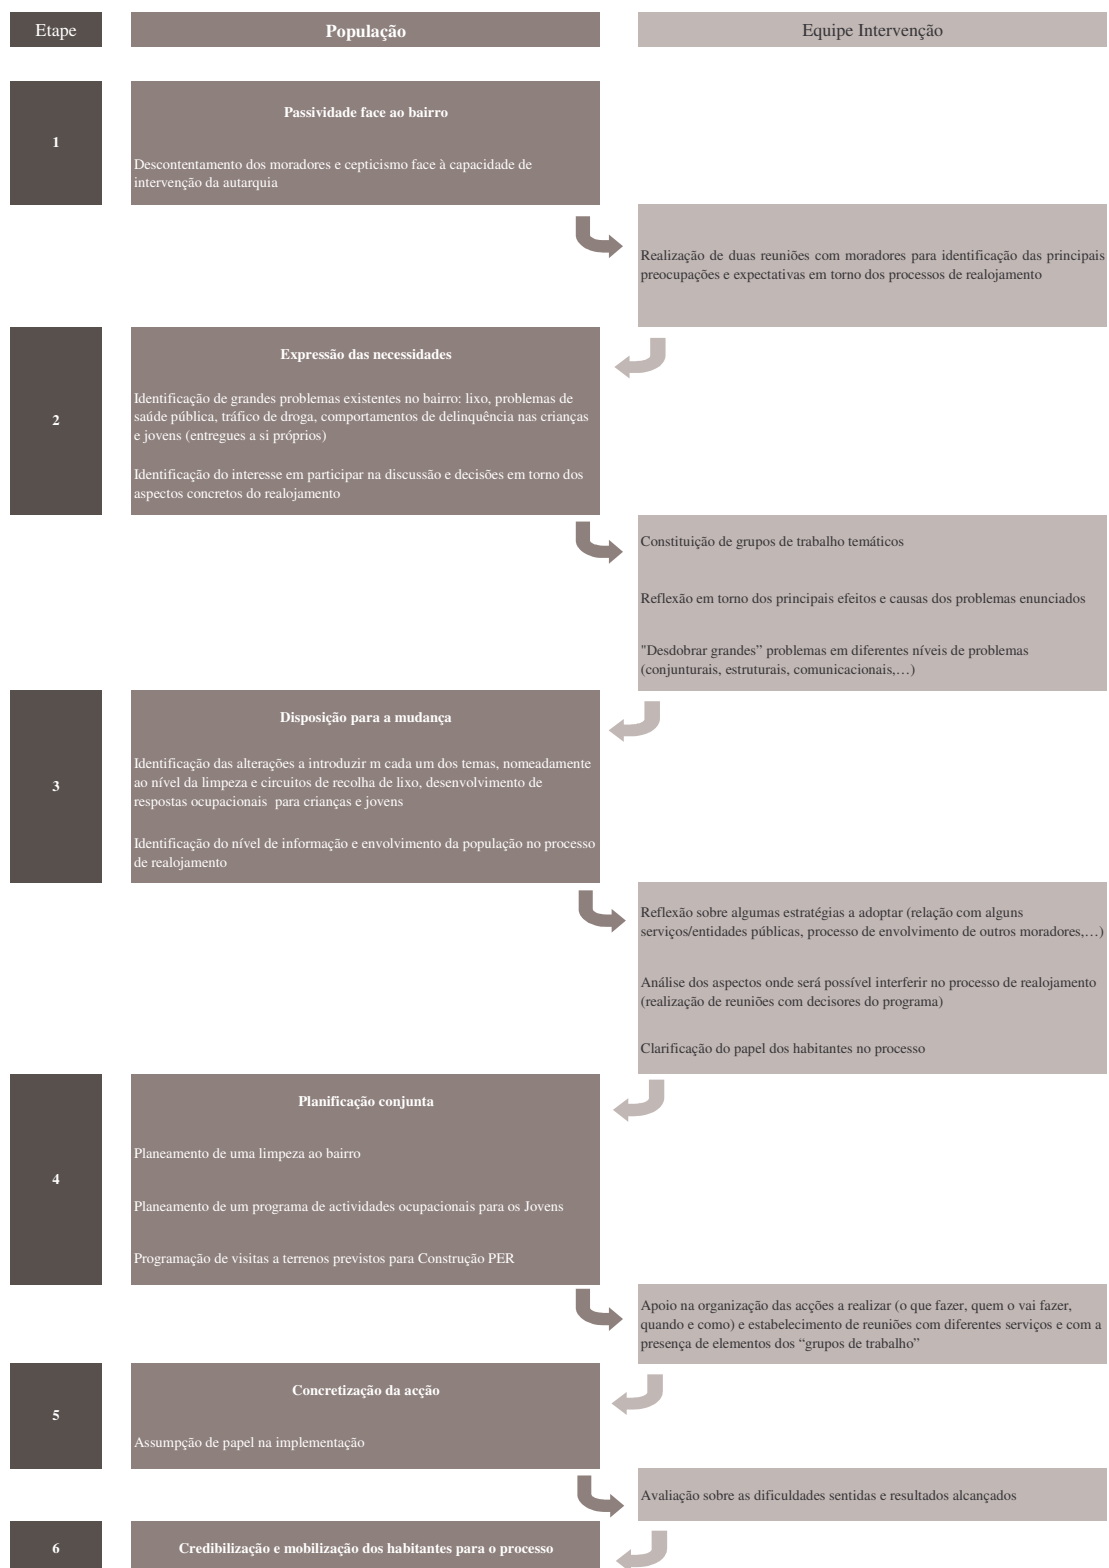 Etape
População
Equipe Intervenção
1
Passividade face ao bairro
Descontentamento dos moradores e cepticismo face à capacidade de
intervenção da autarquia
Realização de duas reuniões com moradores para identificação das principais
preocupações e expectativas em torno dos processos de realojamento
2
Expressão das necessidades
Identificação de grandes problemas existentes no bairro: lixo, problemas de
saúde pública, tráfico de droga, comportamentos de delinquência nas crianças
e jovens (entregues a si próprios)
Identificação do interesse em participar na discussão e decisões em torno dos
aspectos concretos do realojamento
Constituição de grupos de trabalho temáticos
Reflexão em torno dos principais efeitos e causas dos problemas enunciados
"Desdobrar grandes” problemas em diferentes níveis de problemas
(conjunturais, estruturais, comunicacionais,…)
3
Disposição para a mudança
Identificação das alterações a introduzir m cada um dos temas, nomeadamente
ao nível da limpeza e circuitos de recolha de lixo, desenvolvimento de
respostas ocupacionais  para crianças e jovens
Identificação do nível de informação e envolvimento da população no processo
de realojamento
Reflexão sobre algumas estratégias a adoptar (relação com alguns
serviços/entidades públicas, processo de envolvimento de outros moradores,…)
Análise dos aspectos onde será possível interferir no processo de realojamento
(realização de reuniões com decisores do programa)
Clarificação do papel dos habitantes no processo
4
Planificação conjunta
Planeamento de uma limpeza ao bairro
Planeamento de um programa de actividades ocupacionais para os Jovens
Programação de visitas a terrenos previstos para Construção PER
Apoio na organização das acções a realizar (o que fazer, quem o vai fazer,
quando e como) e estabelecimento de reuniões com diferentes serviços e com a
presença de elementos dos “grupos de trabalho”
5
Concretização da acção
Assumpção de papel na implementação
Avaliação sobre as dificuldades sentidas e resultados alcançados
6
Credibilização e mobilização dos habitantes para o processo